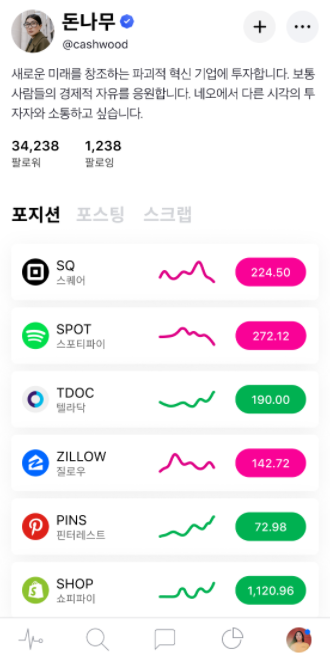 돈나무
@cashwood
새로운 미래를 창조하는 파괴적 혁신 기업에 투자합니다. 보통
사람들의 경제적 자유를 응원합니다. 네오에서 다른 시각의 투
자자와 소통하고 싶습니다.
34,238 1,238
팔로워 팔로잉
포지션 포스팅 스크랩
SQ
스퀘어
224.50
SPOT
스포티파이
272.12
TDOC
텔라닥
190.00
ZILLOW
질로우
142.72
PINS
핀터레스트
72.98
SHOP
쇼피파이
1,120.96